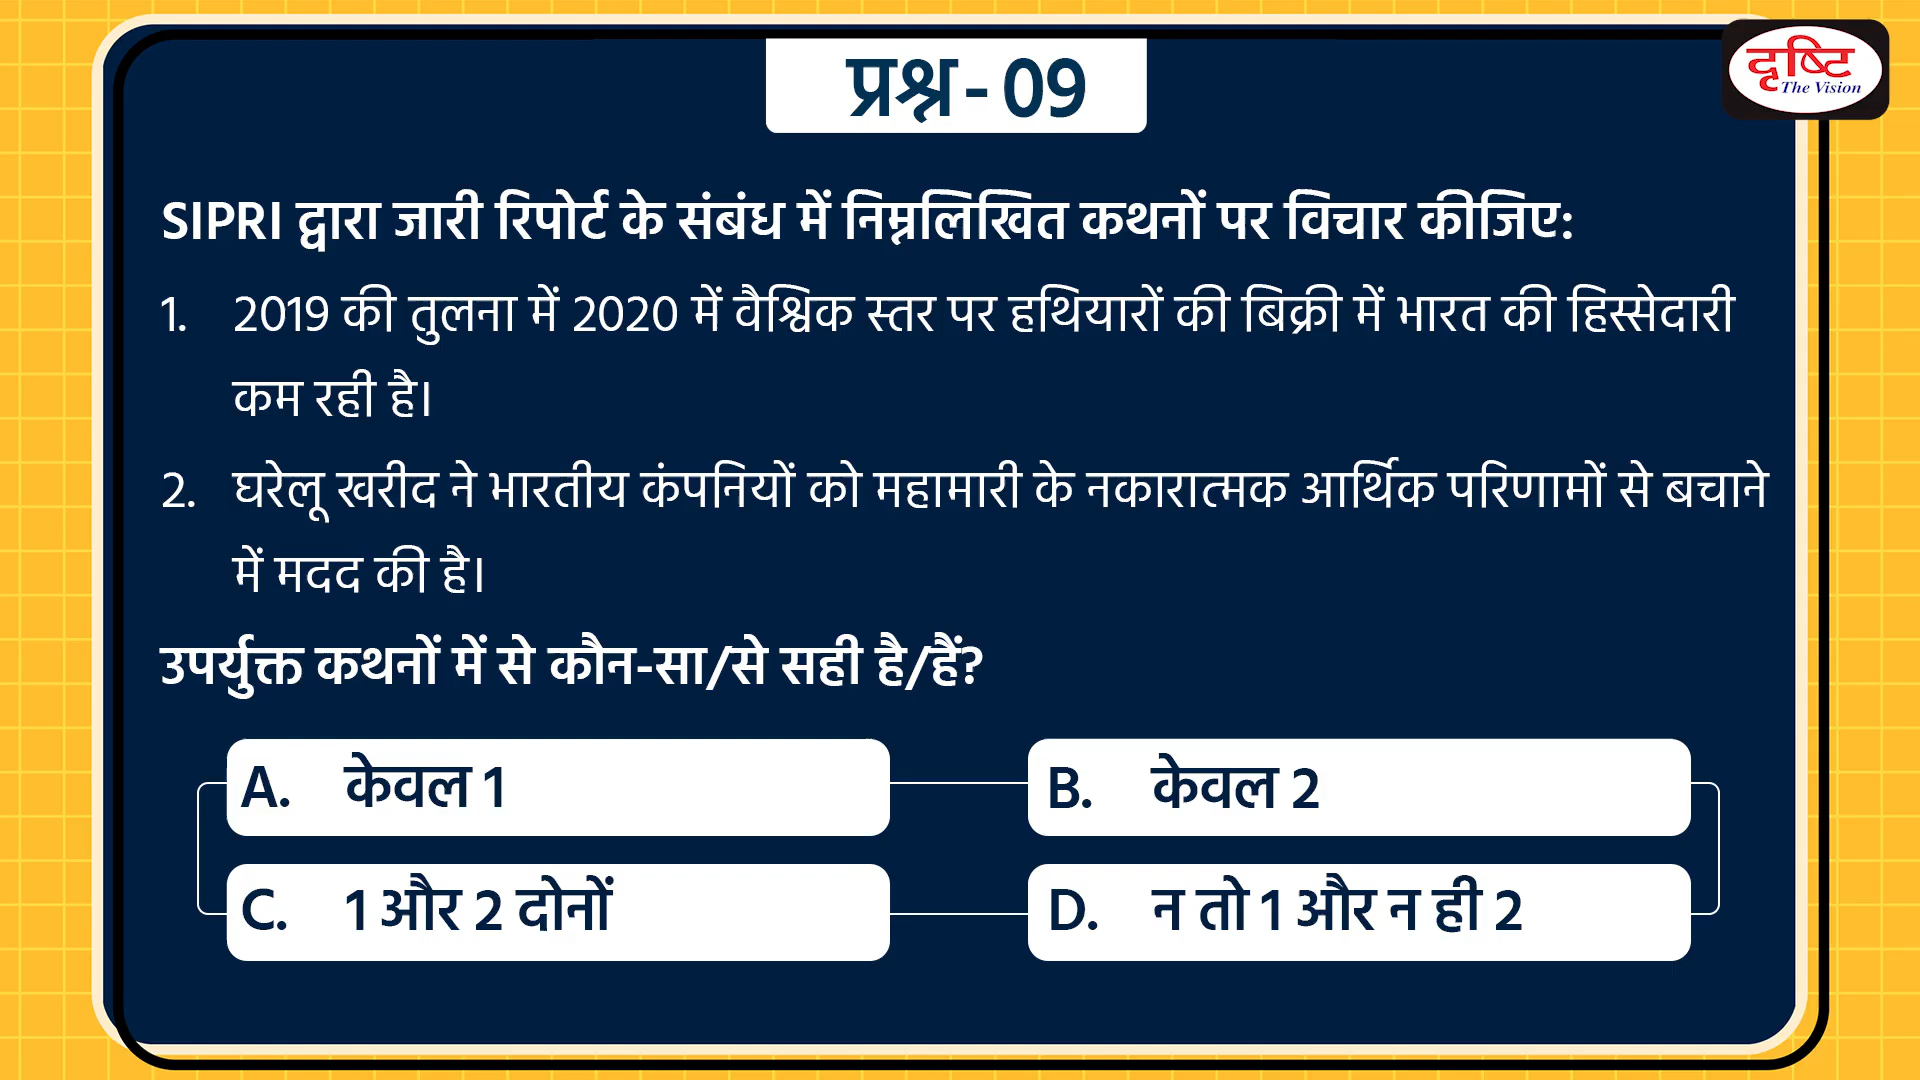 प्रश्न - 09
दृष्टि
The Vision
SIPRI द्वारा जारी रिपोर्ट के संबंध में निम्नलिखित कथनों पर विचार कीजिए:
1. 2019 की तुलना में 2020 में वैश्विक स्तर पर हथियारों की बिक्री में भारत की हिस्सेदारी
कम रही है।
2. घरेलू खरीद ने भारतीय कंपनियों को महामारी के नकारात्मक आर्थिक परिणामों से बचाने
में मदद की है।
उपर्युक्त कथनों में से कौन-सा/से सही है/हैं?
A. केवल 1
B. केवल 2
C. 1 और 2 दोनों
D. न तो 1 और न ही 2